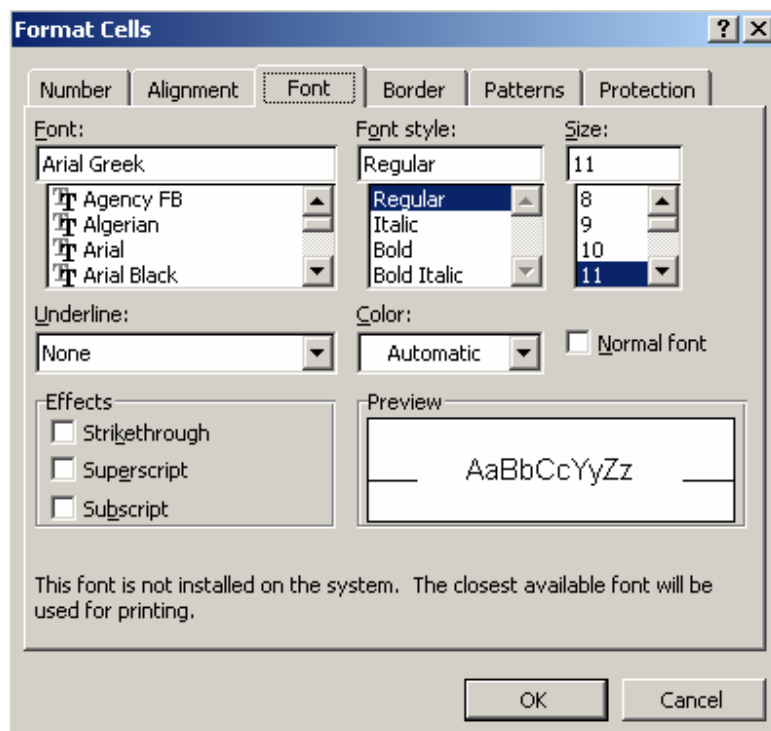 Format Cells
Number Alignment Font Border Patterns Protection
Font: Font style: Size:
Arial Greek Regular 11
Agency FB Regular 8
Algerian Italic 9
Arial Bold 10
Arial Black Bold Italic 11
Underline: Color:
None Automatic Normal font
Effects Preview
Strikethrough
Superscript AaBbCcYyZz
Subscript
This font is not installed on the system. The closest available font will be
used for printing.
OK Cancel